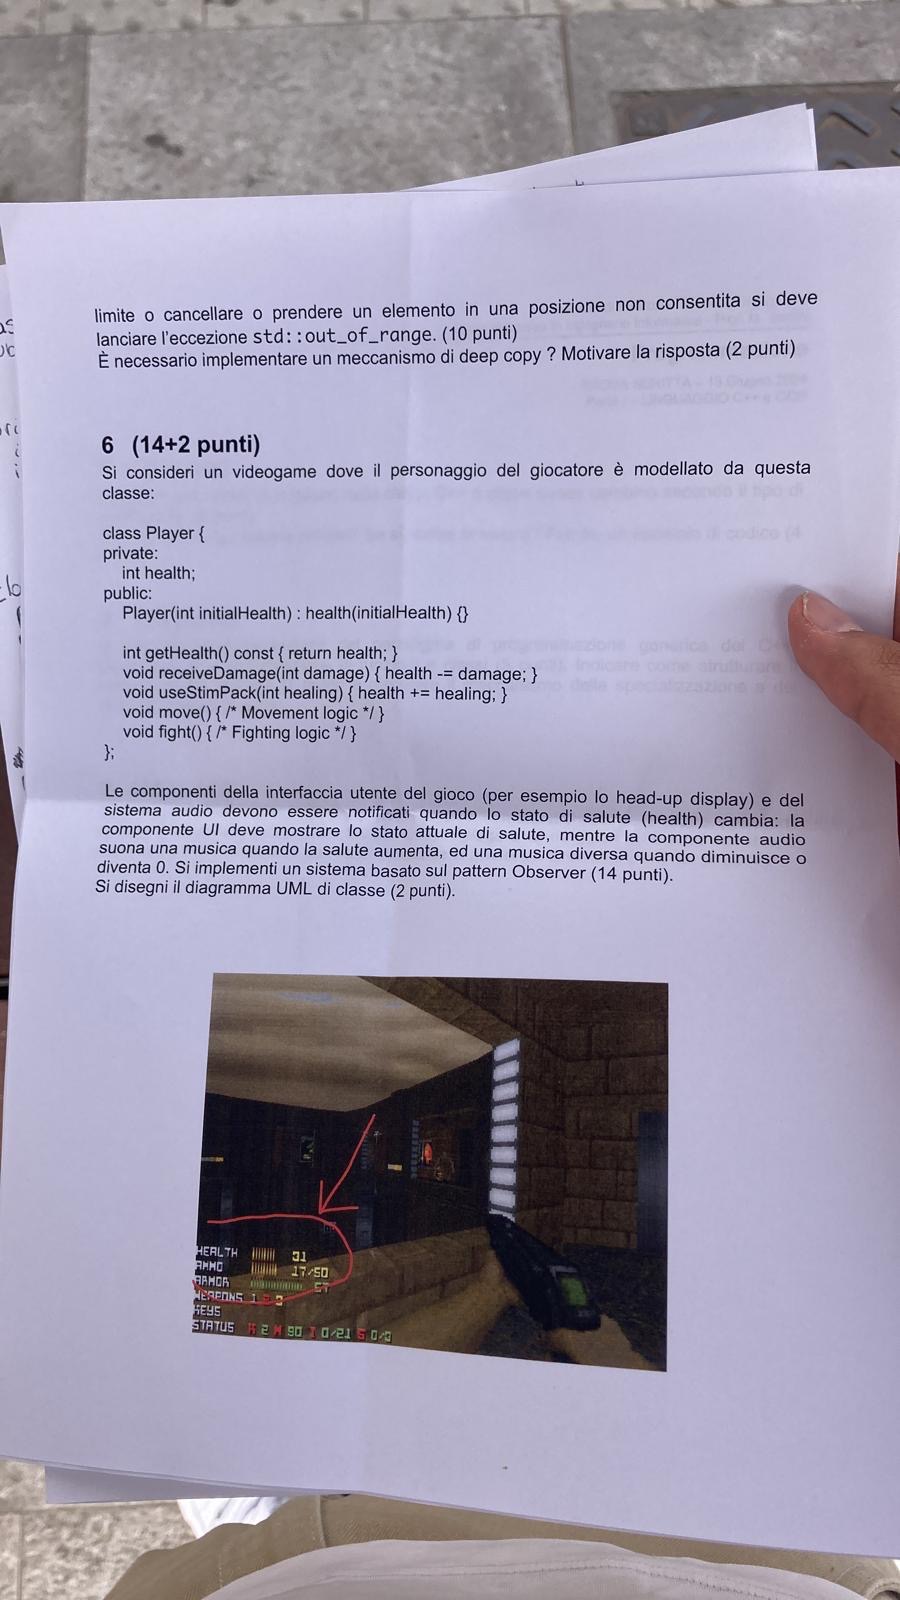 limite o cancellare o prendere un elemento in una posizione non consentita si deve
lanciare l'eccezione std::out_of_range. (10 punti)
È necessario implementare un meccanismo di deep copy ? Motivare la risposta (2 punti)
6 (14+2 punti)
Si consideri un videogame dove il personaggio del giocatore è modellato da questa
classe:
class Player {
private:
int health;
public:
Player(int initialHealth) : health(initialHealth) {}
int getHealth() const { return health; }
void receiveDamage(int damage) { health -= damage; }
void useStimPack(int healing) { health += healing; }
void move() { /* Movement logic */ }
void fight() { /* Fighting logic */ }
};
Le componenti della interfaccia utente del gioco (per esempio lo head-up display) e del
sistema audio devono essere notificati quando lo stato di salute (health) cambia: la
componente UI deve mostrare lo stato attuale di salute, mentre la componente audio
suona una musica quando la salute aumenta, ed una musica diversa quando diminuisce o
diventa 0. Si implementi un sistema basato sul pattern Observer (14 punti).
Si disegni il diagramma UML di classe (2 punti).
HEALTH 31
AMMO 17/50
ARMOR 57
WEAPONS 1 2 3
KEYS
STATUS K 2 M 90 I 0/21 S 0/3